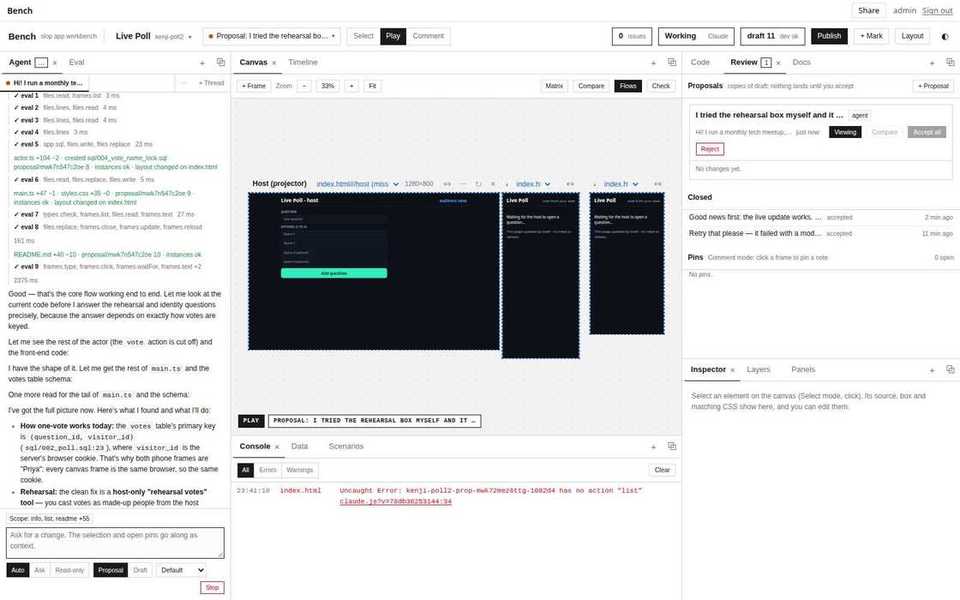 Bench
Share
admin Sign out
Bench slop app workbench
Live Poll kenji-poll2
Proposal: I tried the rehearsal bo…
Select Play Comment
0 issues
Working Claude
draft 11 dev ok
Publish
+ Mark
Layout
Agent … ×
Eval
Hi! I run a monthly te…
+ Thread
✓ eval 1 files.read, frames.list 3 ms
✓ eval 2 files.lines, files.read 4 ms
✓ eval 3 files.lines, files.read 4 ms
✓ eval 4 files.lines 3 ms
✓ eval 5 app.sql, files.write, files.replace 23 ms
actor.ts +104 −2 · created sql/004_vote_name_lock.sql ·
proposal/mwk7n547c2oe 8 · instances ok · layout changed on index.html
✓ eval 6 files.read, files.replace, files.write 5 ms
main.ts +47 −1 · styles.css +35 −0 · proposal/mwk7n547c2oe 9 ·
instances ok · layout changed on index.html
✓ eval 7 types.check, frames.list, files.read, frames.text 27 ms
✓ eval 8 files.replace, frames.close, frames.update, frames.reload
161 ms
README.md +40 −10 · proposal/mwk7n547c2oe 10 · instances ok
✓ eval 9 frames.type, frames.click, frames.waitFor, frames.text +2
2375 ms
Good — that's the core flow working end to end. Let me look at the
current code before I answer the rehearsal and identity questions
precisely, because the answer depends on exactly how votes are
keyed.
Let me see the rest of the actor (the vote action is cut off) and
the front-end code:
I have the shape of it. Let me get the rest of main.ts and the
votes table schema:
One more read for the tail of main.ts and the schema:
I've got the full picture now. Here's what I found and what I'll do:
• How one-vote works today: the votes table's primary key
is (question_id, visitor_id)
( sql/002_poll.sql:23 ), where visitor_id is the
server's browser cookie. That's why both phone frames are
"Priya": every canvas frame is the same browser, so the same
cookie.
• Rehearsal: the clean fix is a host-only "rehearsal votes"
tool — you cast votes as made-up people from the host
Scope: info, list, readme +55
Ask for a change. The selection and open pins go along as
context.
Auto Ask Read-only
Proposal Draft
Default
Stop
Canvas ×
Timeline
+ Frame
Zoom − 33% + Fit
Matrix
Compare
Flows
Check
Host (projector)
index.html#/host (miss
1280×800
index.h
index.h
Live Poll - host
Add question
Live Poll
Waiting for the host to open a
question...
Live Poll
Waiting for the host to open a
question...
PLAY
PROPOSAL: I TRIED THE REHEARSAL BOX MYSELF AND IT …
Console ×
Data
Scenarios
All Errors Warnings
Clear
23:41:10 index.html
Uncaught Error: kenji-poll2-prop-mwk72mez6ttg-1002d4 has no action "list"
Code
Review 1 ×
Docs
Proposals copies of draft: nothing lands until you accept
+ Proposal
I tried the rehearsal box myself and it …
agent
Hi! I run a monthly tech meetup,… just now
Viewing
Compare
Accept all
Reject
No changes yet.
Closed
Good news first: the live update works, … accepted 2 min ago
Retry that please — it failed with a mod… accepted 11 min ago
Pins Comment mode: click a frame to pin a note
0 open
No pins.
Inspector ×
Layers
Panels
Select an element on the canvas (Select mode, click). Its source, box and
matching CSS show here, and you can edit them.